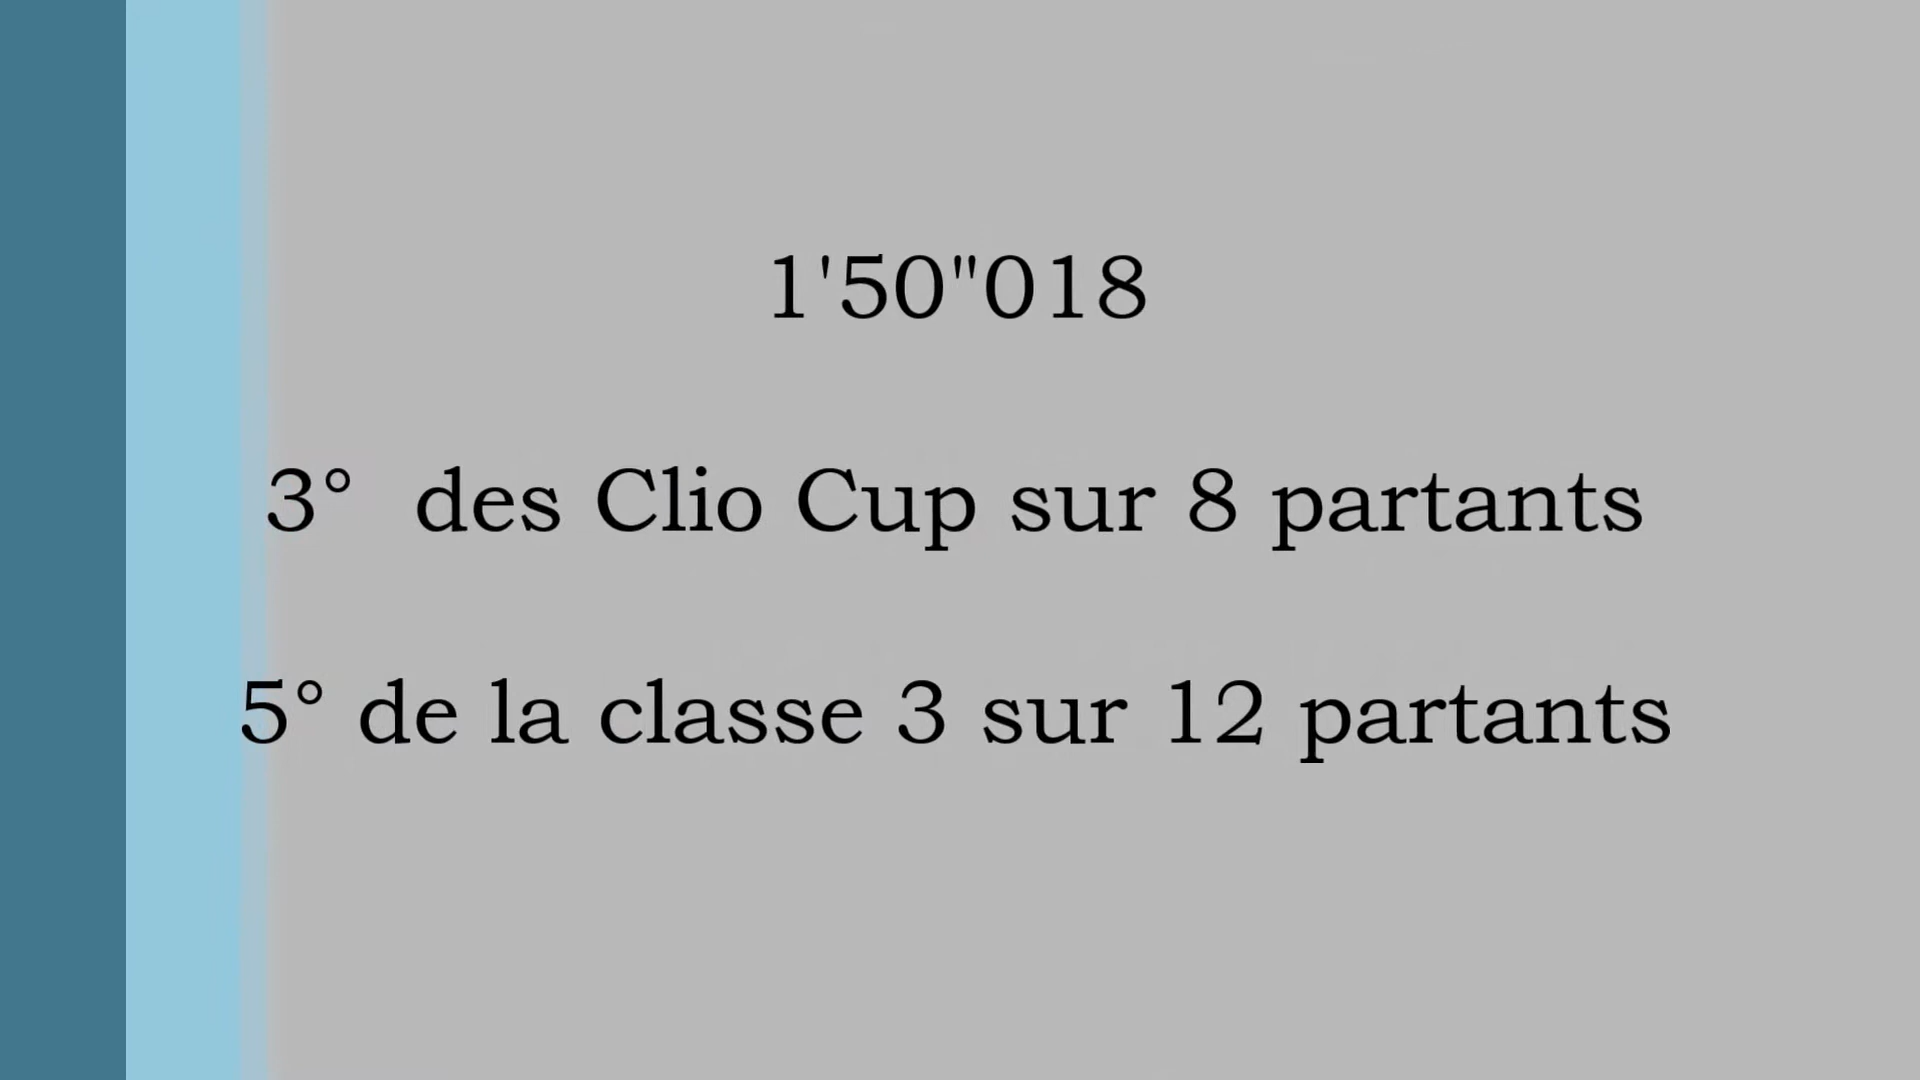 1'50"018
3° des Clio Cup sur 8 partants
5° de la classe 3 sur 12 partants